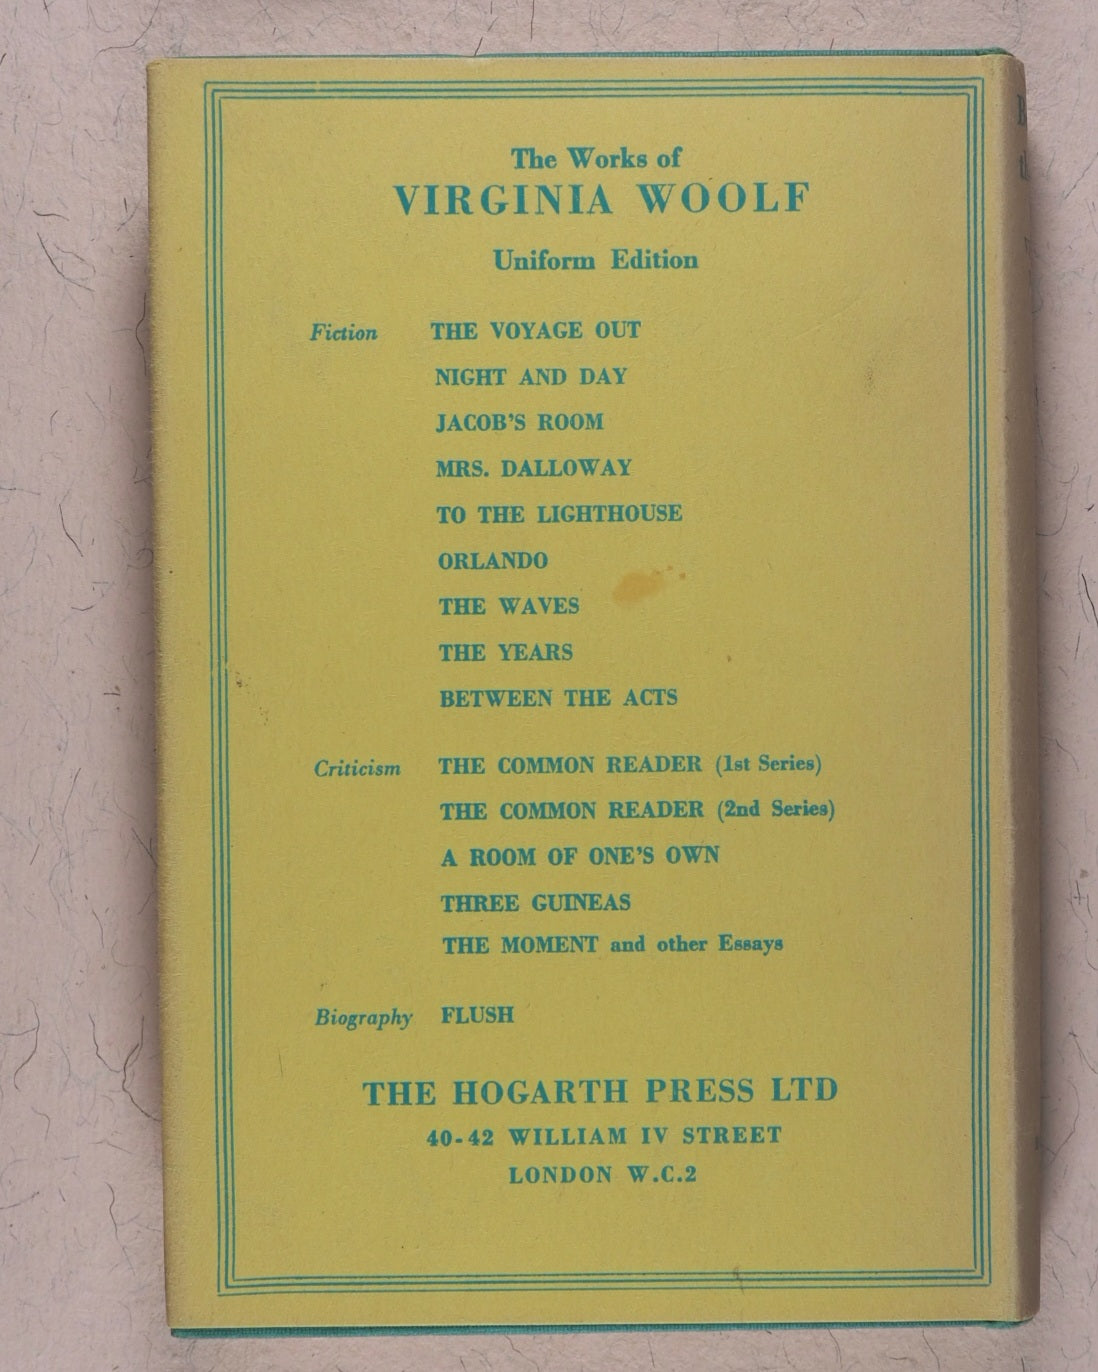 The Works of
VIRGINIA WOOLF
Uniform Edition
Fiction THE VOYAGE OUT
NIGHT AND DAY
JACOB'S ROOM
MRS. DALLOWAY
TO THE LIGHTHOUSE
ORLANDO
THE WAVES
THE YEARS
BETWEEN THE ACTS
Criticism THE COMMON READER (1st Series)
THE COMMON READER (2nd Series)
A ROOM OF ONE'S OWN
THREE GUINEAS
THE MOMENT and other Essays
Biography FLUSH
THE HOGARTH PRESS LTD
40-42 WILLIAM IV STREET
LONDON W.C.2